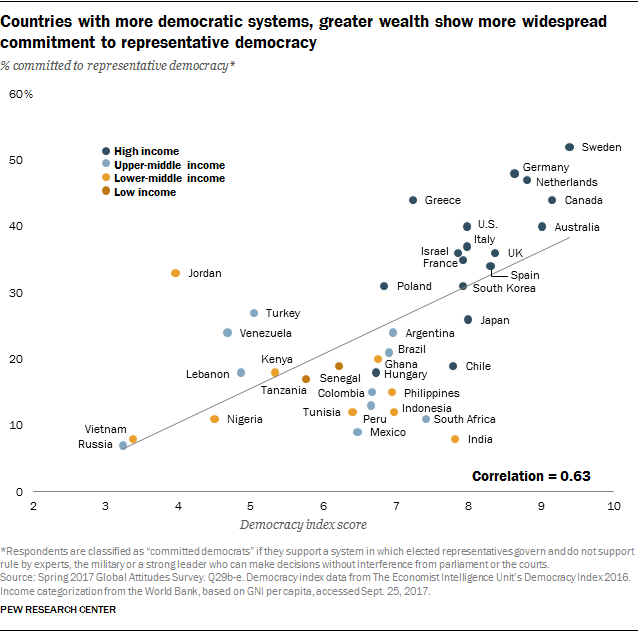 Countries with more democratic systems, greater wealth show more widespread
commitment to representative democracy
% committed to representative democracy*
60%
50
40
30
20
10
0
High income
Upper-middle income
Lower-middle income
Low income
Sweden
Germany
Netherlands
Greece
Canada
U.S.
Australia
Italy
Israel
UK
France
Spain
Jordan
Poland
South Korea
Turkey
Japan
Venezuela
Argentina
Brazil
Kenya
Ghana
Chile
Lebanon
Senegal
Hungary
Tanzania
Colombia
Philippines
Tunisia
Indonesia
Nigeria
Peru
South Africa
Vietnam
Mexico
Russia
India
Correlation = 0.63
2 3 4 5 6 7 8 9 10
Democracy index score
*Respondents are classified as “committed democrats” if they support a system in which elected representatives govern and do not support
rule by experts, the military or a strong leader who can make decisions without interference from parliament or the courts.
Source: Spring 2017 Global Attitudes Survey. Q29b-e. Democracy index data from The Economist Intelligence Unit’s Democracy Index 2016.
Income categorization from the World Bank, based on GNI per capita, accessed Sept. 25, 2017.
PEW RESEARCH CENTER